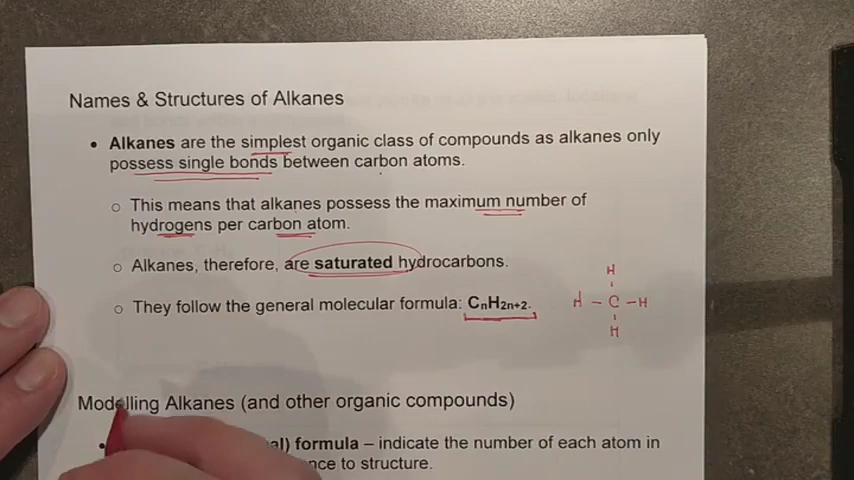 Names & Structures of Alkanes
• Alkanes are the simplest organic class of compounds as alkanes only
possess single bonds between carbon atoms.
○ This means that alkanes possess the maximum number of
hydrogens per carbon atom.
○ Alkanes, therefore, are saturated hydrocarbons.
○ They follow the general molecular formula: CnH2n+2.
H
H – C – H
H
Modelling Alkanes (and other organic compounds)
• formula – indicate the number of each atom in
to structure.